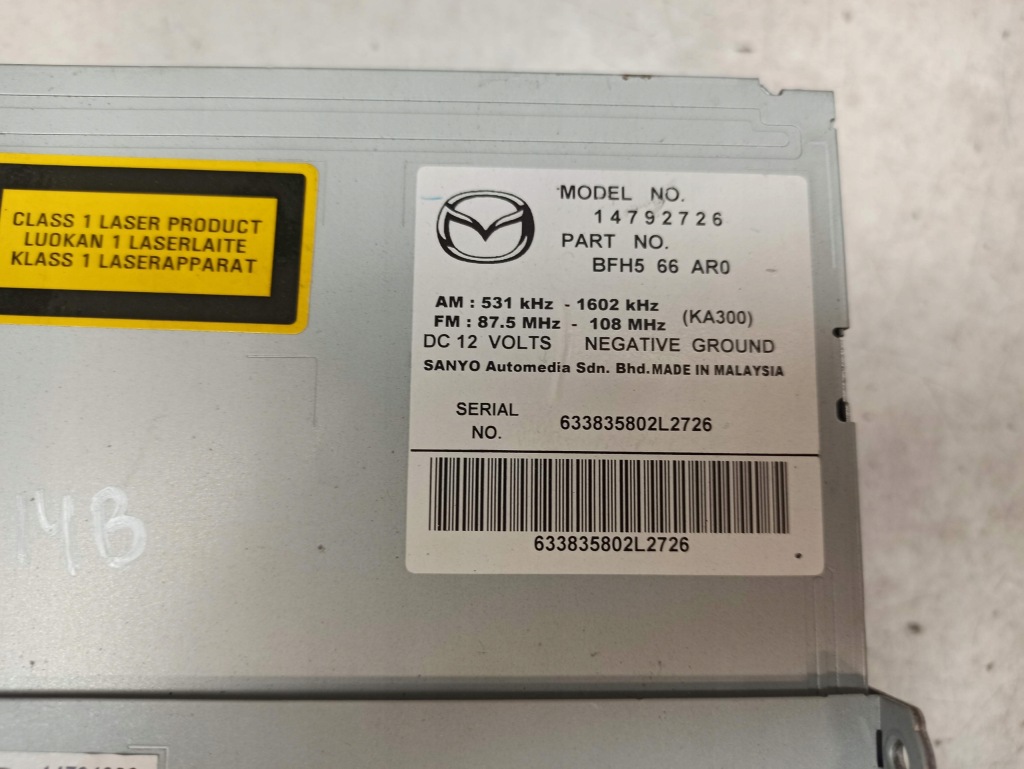 CLASS 1 LASER PRODUCT
LUOKAN 1 LASERLAITE
KLASS 1 LASERAPPARAT
MODEL NO.
14792726
PART NO.
BFH5 66 AR0
AM : 531 kHz - 1602 kHz
FM : 87.5 MHz - 108 MHz (KA300)
DC 12 VOLTS NEGATIVE GROUND
SANYO Automedia Sdn. Bhd. MADE IN MALAYSIA
SERIAL
NO.
633835802L2726
633835802L2726
14B